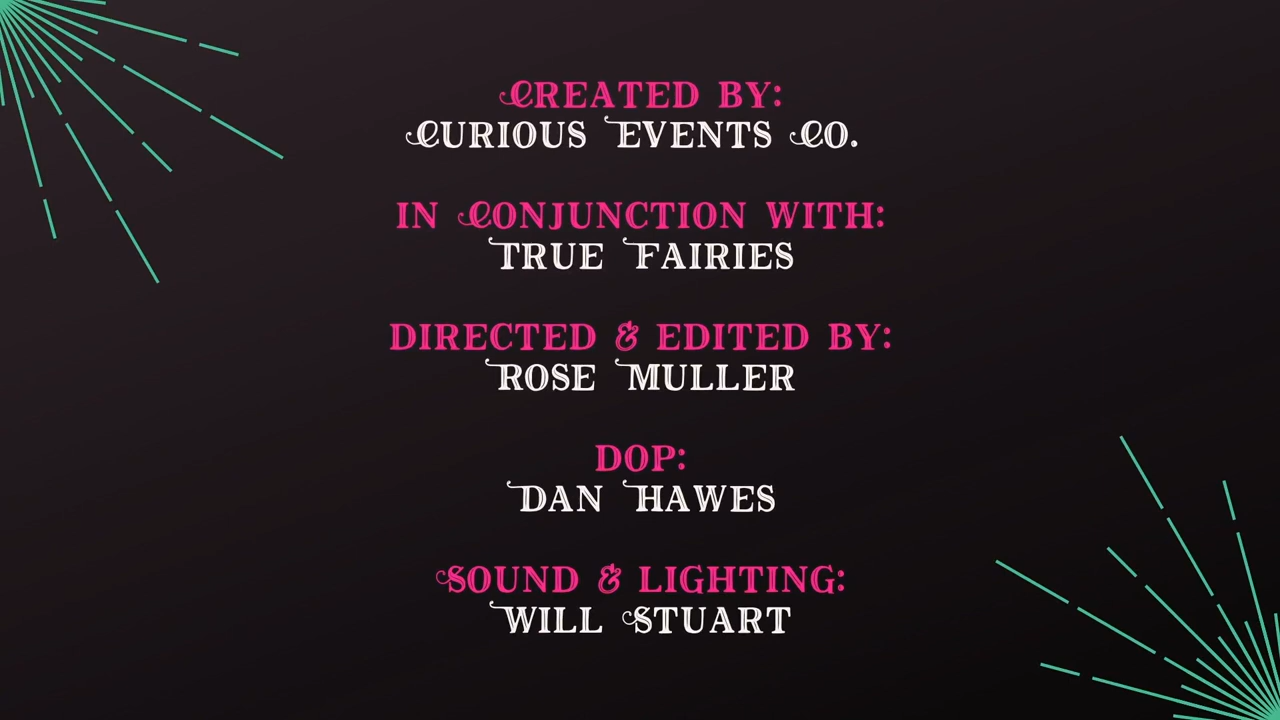 CREATED BY:
CURIOUS EVENTS CO.
IN CONJUNCTION WITH:
TRUE FAIRIES
DIRECTED & EDITED BY:
ROSE MULLER
DOP:
DAN HAWES
SOUND & LIGHTING:
WILL STUART